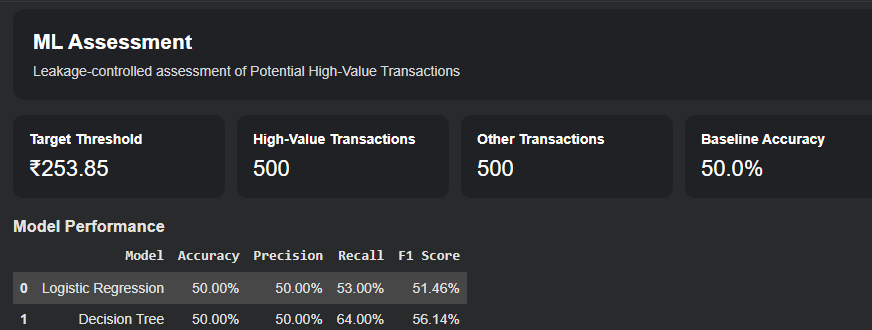 ML Assessment
Leakage-controlled assessment of Potential High-Value Transactions
Target Threshold High-Value Transactions Other Transactions Baseline Accuracy
₹253.85 500 500 50.0%
Model Performance
Model Accuracy Precision Recall F1 Score
0 Logistic Regression 50.00% 50.00% 53.00% 51.46%
1 Decision Tree 50.00% 50.00% 64.00% 56.14%